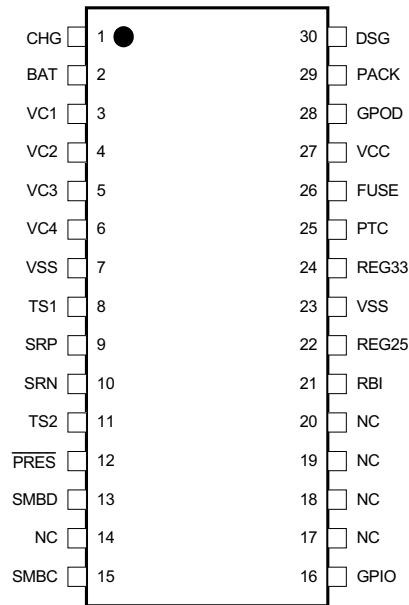 CHG 1 30 DSG
BAT 2 29 PACK
VC1 3 28 GPOD
VC2 4 27 VCC
VC3 5 26 FUSE
VC4 6 25 PTC
VSS 7 24 REG33
TS1 8 23 VSS
SRP 9 22 REG25
SRN 10 21 RBI
TS2 11 20 NC
PRES 12 19 NC
SMBD 13 18 NC
NC 14 17 NC
SMBC 15 16 GPIO